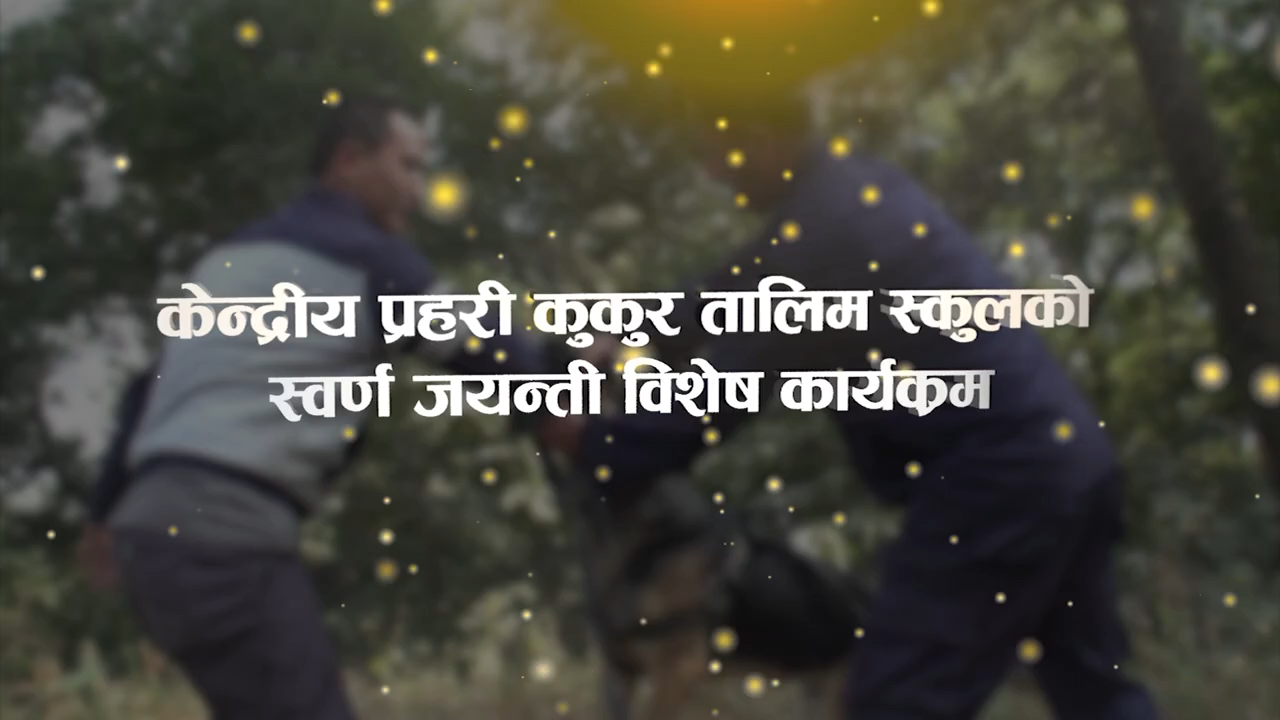 केन्द्रीय प्रहरी कुकुर तालिम स्कुलको
स्वर्ण जयन्ती विशेष कार्यक्रम